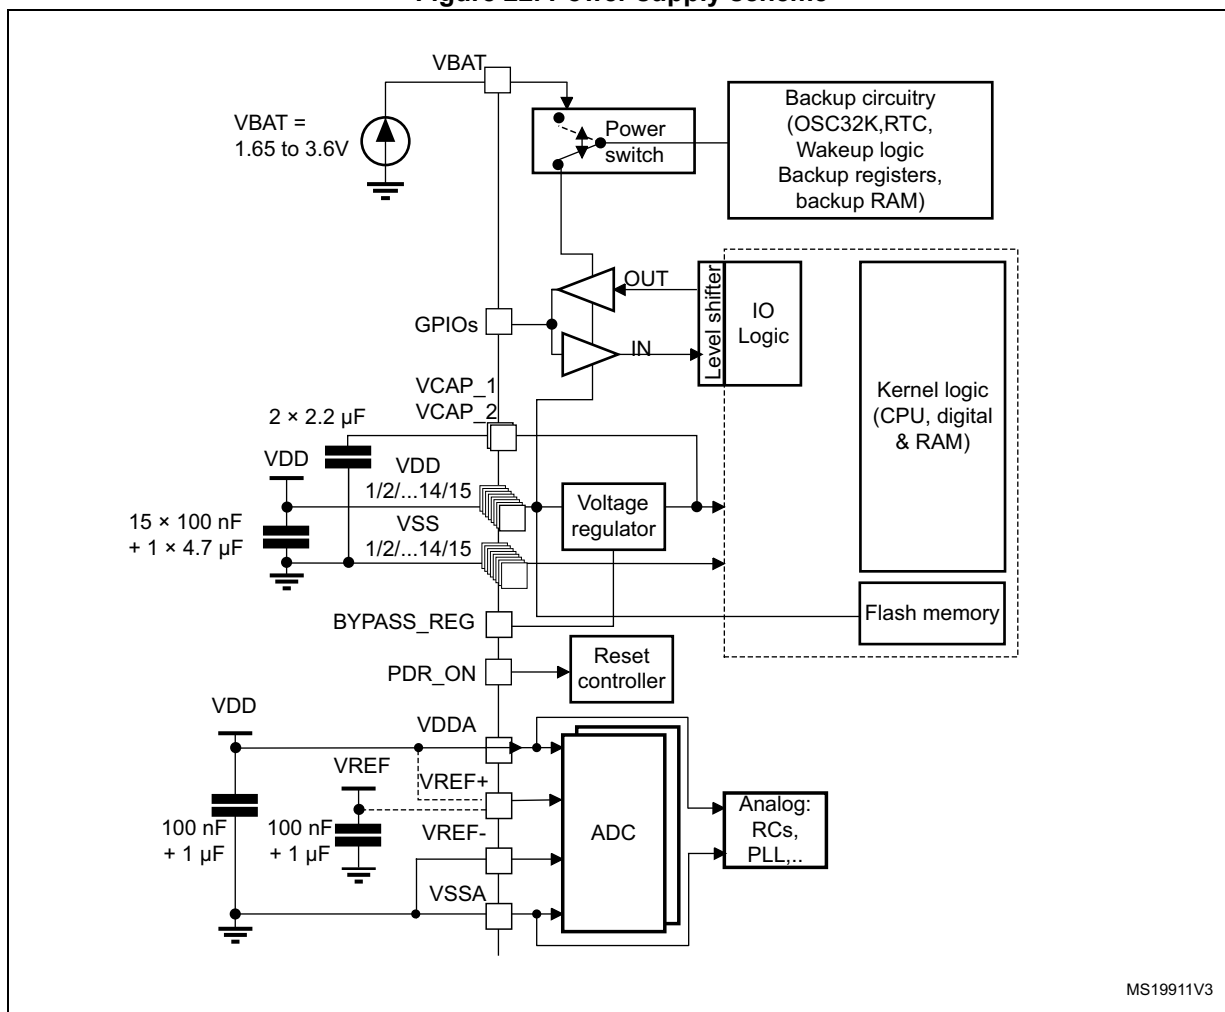 Figure 22. Power supply scheme
VBAT
VBAT =
1.65 to 3.6V
Power
switch
Backup circuitry
(OSC32K,RTC,
Wakeup logic
Backup registers,
backup RAM)
GPIOs
OUT
IN
Level shifter
IO
Logic
Kernel logic
(CPU, digital
& RAM)
VCAP_1
VCAP_2
2 × 2.2 µF
VDD
VDD
1/2/...14/15
15 × 100 nF
+ 1 × 4.7 µF
VSS
1/2/...14/15
Voltage
regulator
Flash memory
BYPASS_REG
PDR_ON
Reset
controller
VDD
VDDA
VREF
VREF+
100 nF
+ 1 µF
100 nF
+ 1 µF
VREF-
VSSA
ADC
Analog:
RCs,
PLL,..
MS19911V3